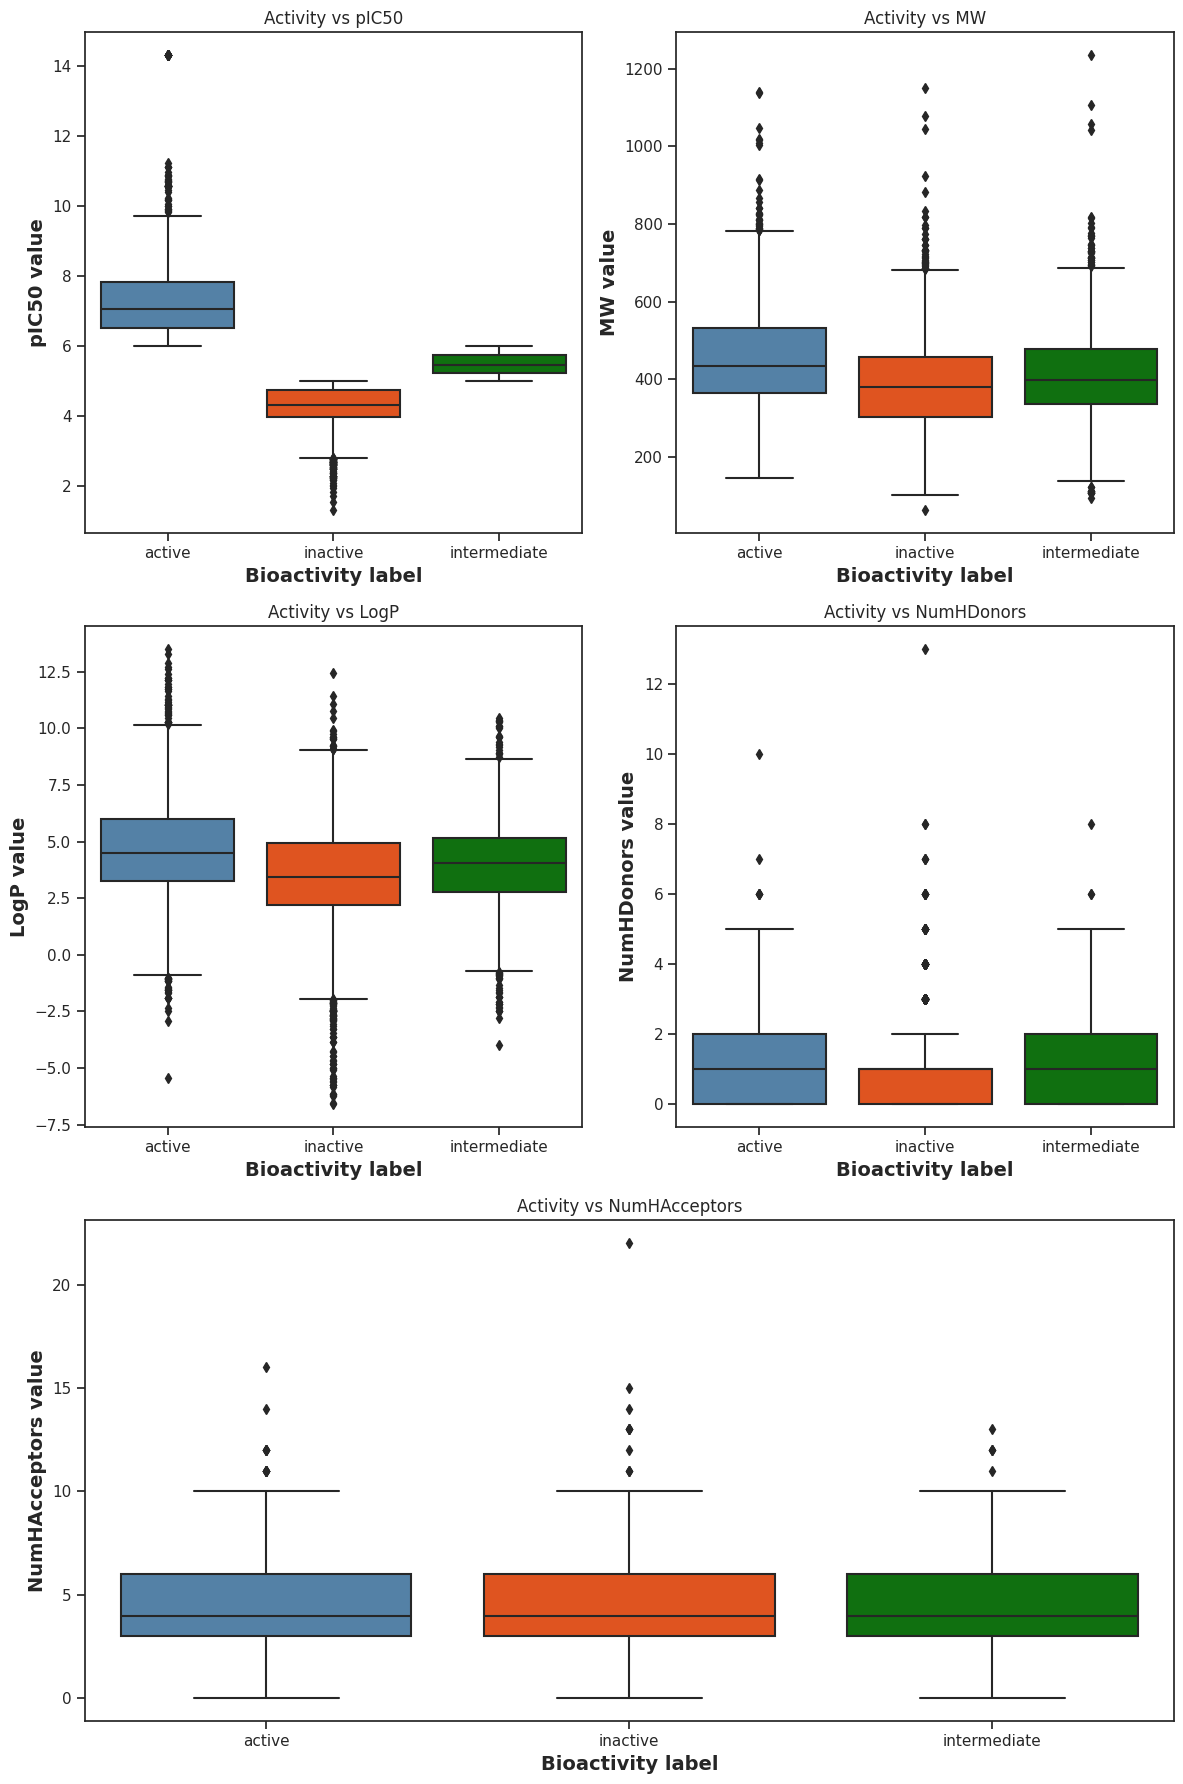 Activity vs pIC50
pIC50 value
14
12
10
8
6
4
2
active
inactive
intermediate
Bioactivity label
Activity vs MW
MW value
1200
1000
800
600
400
200
active
inactive
intermediate
Bioactivity label
Activity vs LogP
LogP value
12.5
10.0
7.5
5.0
2.5
0.0
−2.5
−5.0
−7.5
active
inactive
intermediate
Bioactivity label
Activity vs NumHDonors
NumHDonors value
12
10
8
6
4
2
0
active
inactive
intermediate
Bioactivity label
Activity vs NumHAcceptors
NumHAcceptors value
20
15
10
5
0
active
inactive
intermediate
Bioactivity label